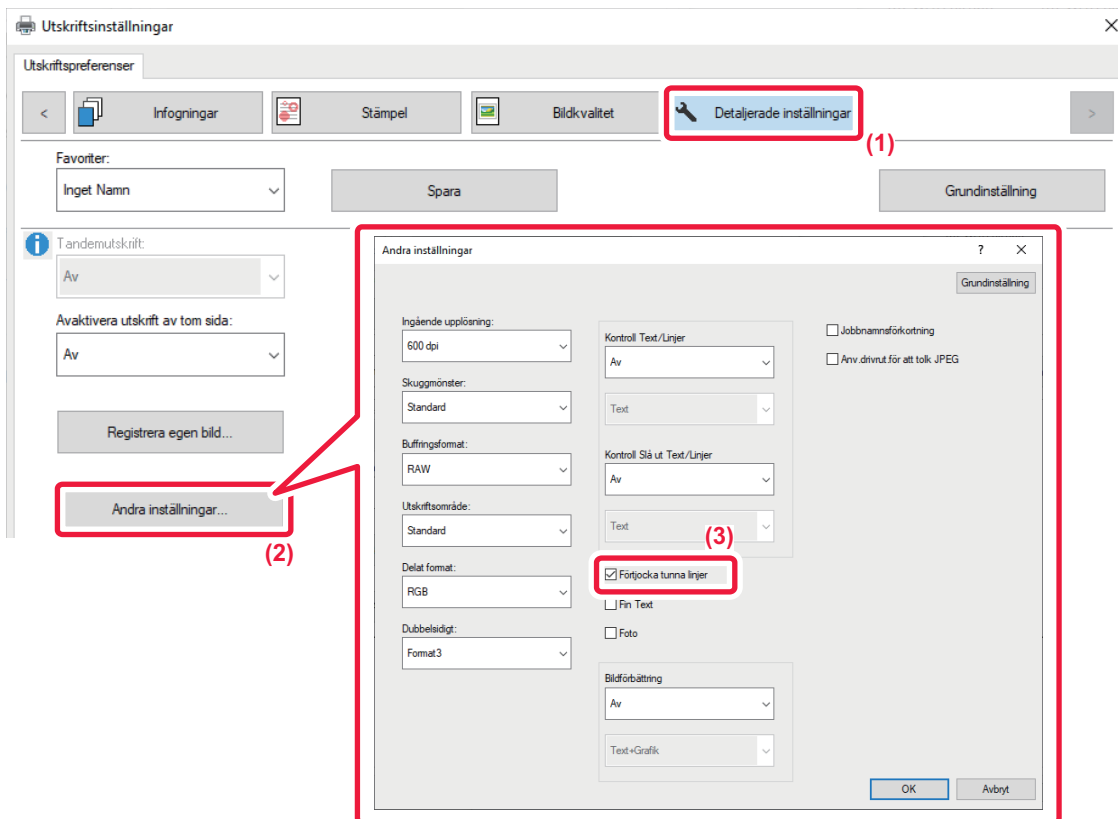 Utskriftsinställningar
Utskriftspreferenser
< Infogningar Stämpel Bildkvalitet Detaljerade inställningar >
(1)
Favoriter:
Inget Namn Spara Grundinställning
Tandemutskrift:
Av
Avaktivera utskrift av tom sida:
Av
Registrera egen bild...
Andra inställningar...
(2)
Andra inställningar ?
Grundinställning
Ingående upplösning:
600 dpi
Skuggmönster:
Standard
Buffringsformat:
RAW
Utskriftsområde:
Standard
Delat format:
RGB
Dubbelsidigt:
Format3
Kontroll Text/Linjer
Av
Text
Kontroll Slå ut Text/Linjer
Av
Text
(3)
Förtjocka tunna linjer
Fin Text
Foto
Bildförbättring
Av
Text+Grafik
Jobbnamnsförkortning
Anv.drivrut för att tolk JPEG
OK Avbryt